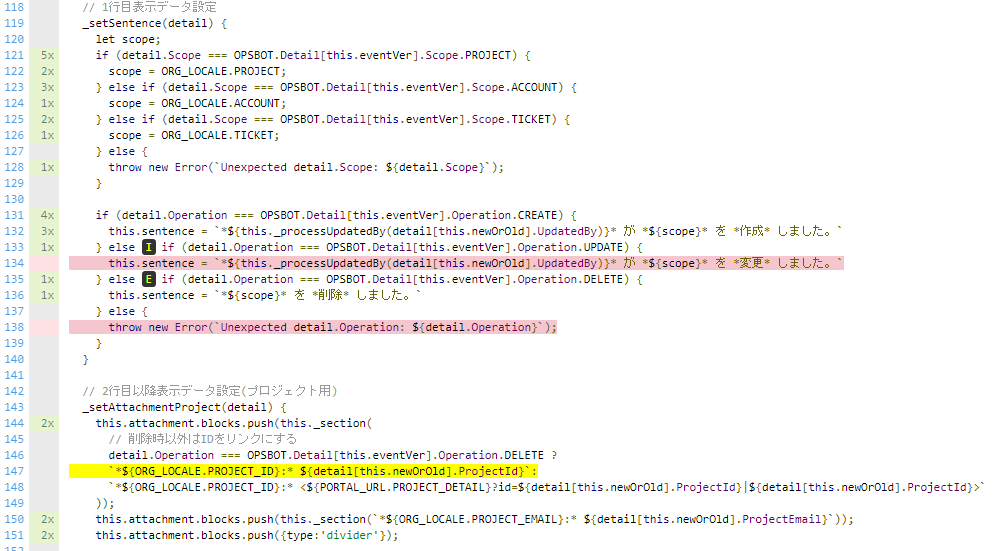 118 // 1行目表示データ設定
119 _setSentence(detail) {
120 let scope;
121 5x if (detail.Scope === OPSBOT.Detail[this.eventVer].Scope.PROJECT) {
122 2x scope = ORG_LOCALE.PROJECT;
123 3x } else if (detail.Scope === OPSBOT.Detail[this.eventVer].Scope.ACCOUNT) {
124 1x scope = ORG_LOCALE.ACCOUNT;
125 2x } else if (detail.Scope === OPSBOT.Detail[this.eventVer].Scope.TICKET) {
126 1x scope = ORG_LOCALE.TICKET;
127 } else {
128 1x throw new Error(`Unexpected detail.Scope: ${detail.Scope}`);
129 }
130
131 4x if (detail.Operation === OPSBOT.Detail[this.eventVer].Operation.CREATE) {
132 3x this.sentence = `*${this._processUpdatedBy(detail[this.newOrOld].UpdatedBy)}* が *${scope}* を *作成* しました。`
133 1x } else I if (detail.Operation === OPSBOT.Detail[this.eventVer].Operation.UPDATE) {
134 this.sentence = `*${this._processUpdatedBy(detail[this.newOrOld].UpdatedBy)}* が *${scope}* を *変更* しました。`
135 1x } else E if (detail.Operation === OPSBOT.Detail[this.eventVer].Operation.DELETE) {
136 1x this.sentence = `*${scope}* を *削除* しました。`
137 } else {
138 throw new Error(`Unexpected detail.Operation: ${detail.Operation}`);
139 }
140 }
141
142 // 2行目以降表示データ設定(プロジェクト用)
143 _setAttachmentProject(detail) {
144 2x this.attachment.blocks.push(this._section(
145 // 削除時以外はIDをリンクにする
146 detail.Operation === OPSBOT.Detail[this.eventVer].Operation.DELETE ?
147 `*${ORG_LOCALE.PROJECT_ID}:* ${detail[this.newOrOld].ProjectId}`:
148 `*${ORG_LOCALE.PROJECT_ID}:* <${PORTAL_URL.PROJECT_DETAIL}?id=${detail[this.newOrOld].ProjectId}|${detail[this.newOrOld].ProjectId}>`
149 ));
150 2x this.attachment.blocks.push(this._section(`*${ORG_LOCALE.PROJECT_EMAIL}:* ${detail[this.newOrOld].ProjectEmail}`));
151 2x this.attachment.blocks.push({type:'divider'});